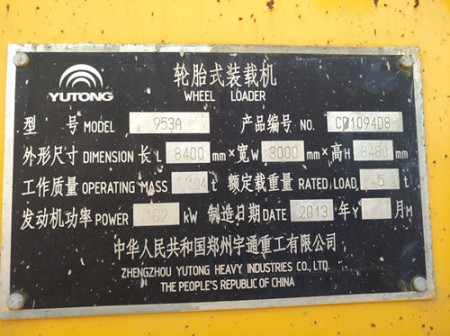 YUTONG
轮胎式装载机
WHEEL LOADER
型 号 MODEL 953A 产品编号 NO.
外形尺寸 DIMENSION 长L 8400 mm×宽W 3000 mm×高H 3480 mm
工作质量 OPERATING MASS t 额定载重量 RATED LOAD 5 t
发动机功率 POWER kW 制造日期 DATE 2013 年Y 月M
中华人民共和国郑州宇通重工有限公司
ZHENGZHOU YUTONG HEAVY INDUSTRIES CO., LTD.
THE PEOPLE'S REPUBLIC OF CHINA